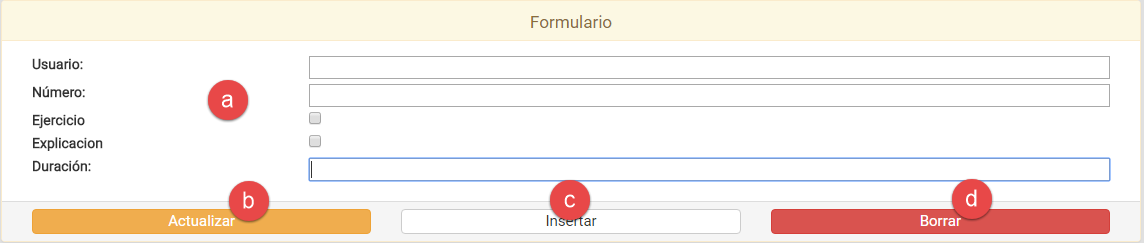 Formulario
Usuario:
Número:
a
Ejercicio
Explicacion
Duración:
b
c
d
Actualizar
Insertar
Borrar